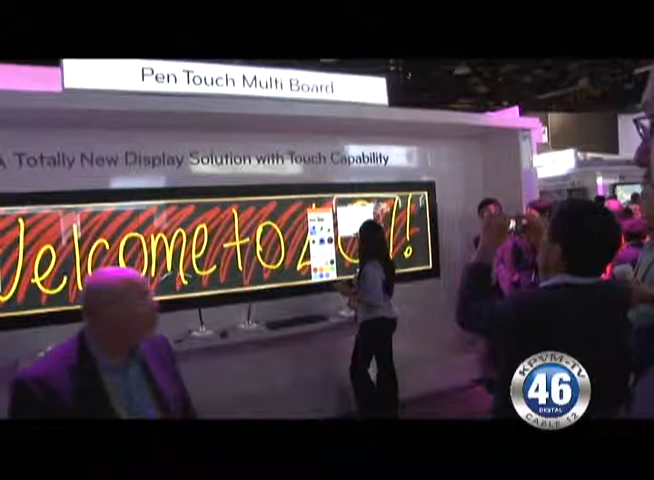 Pen Touch Multi Board
A Totally New Display Solution with Touch Capability
Welcome to
KPVM-TV
46
DIGITAL
CABLE 12